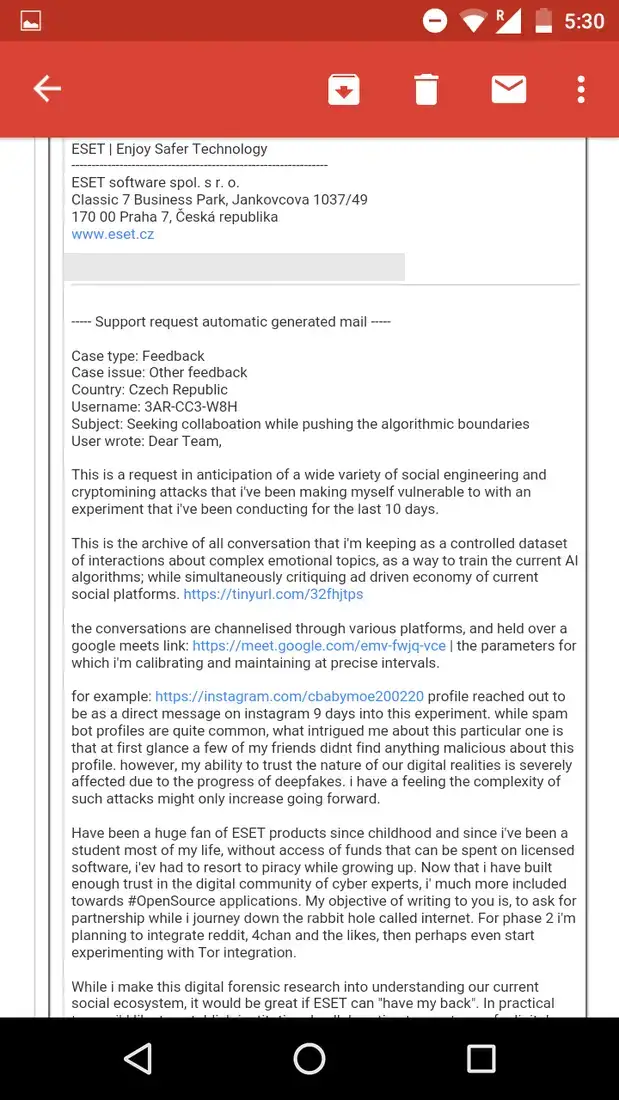 R
5:30
ESET | Enjoy Safer Technology
----------------------------------------------------------------
ESET software spol. s r. o.
Classic 7 Business Park, Jankovcova 1037/49
170 00 Praha 7, Česká republika
www.eset.cz
----- Support request automatic generated mail -----
Case type: Feedback
Case issue: Other feedback
Country: Czech Republic
Username: 3AR-CC3-W8H
Subject: Seeking collaboation while pushing the algorithmic boundaries
User wrote: Dear Team,
This is a request in anticipation of a wide variety of social engineering and
cryptomining attacks that i've been making myself vulnerable to with an
experiment that i've been conducting for the last 10 days.
This is the archive of all conversation that i'm keeping as a controlled dataset
of interactions about complex emotional topics, as a way to train the current AI
algorithms; while simultaneously critiquing ad driven economy of current
social platforms. https://tinyurl.com/32fhjtps
the conversations are channelised through various platforms, and held over a
google meets link: https://meet.google.com/emv-fwjq-vce | the parameters for
which i'm calibrating and maintaining at precise intervals.
for example: https://instagram.com/cbabymoe200220 profile reached out to
be as a direct message on instagram 9 days into this experiment. while spam
bot profiles are quite common, what intrigued me about this particular one is
that at first glance a few of my friends didnt find anything malicious about this
profile. however, my ability to trust the nature of our digital realities is severely
affected due to the progress of deepfakes. i have a feeling the complexity of
such attacks might only increase going forward.
Have been a huge fan of ESET products since childhood and since i've been a
student most of my life, without access of funds that can be spent on licensed
software, i'ev had to resort to piracy while growing up. Now that i have built
enough trust in the digital community of cyber experts, i' much more included
towards #OpenSource applications. My objective of writing to you is, to ask for
partnership while i journey down the rabbit hole called internet. For phase 2 i'm
planning to integrate reddit, 4chan and the likes, then perhaps even start
experimenting with Tor integration.
While i make this digital forensic research into understanding our current
social ecosystem, it would be great if ESET can "have my back". In practical